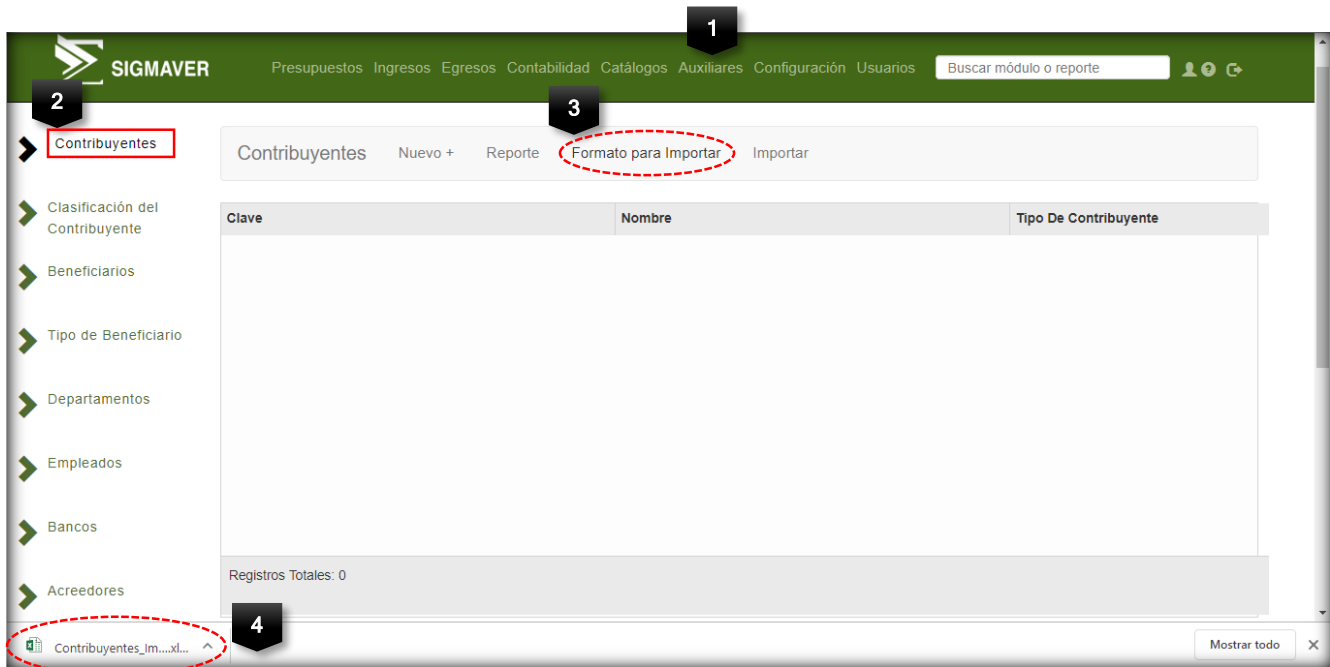 1
SIGMAVER
Presupuestos Ingresos Egresos Contabilidad Catálogos Auxiliares Configuración Usuarios
Buscar módulo o reporte
2
3
Contribuyentes
Contribuyentes Nuevo + Reporte Formato para Importar Importar
Clasificación del
Contribuyente
Clave Nombre Tipo De Contribuyente
Beneficiarios
Tipo de Beneficiario
Departamentos
Empleados
Bancos
Acreedores
Registros Totales: 0
4
Contribuyentes_Im....xl...
Mostrar todo